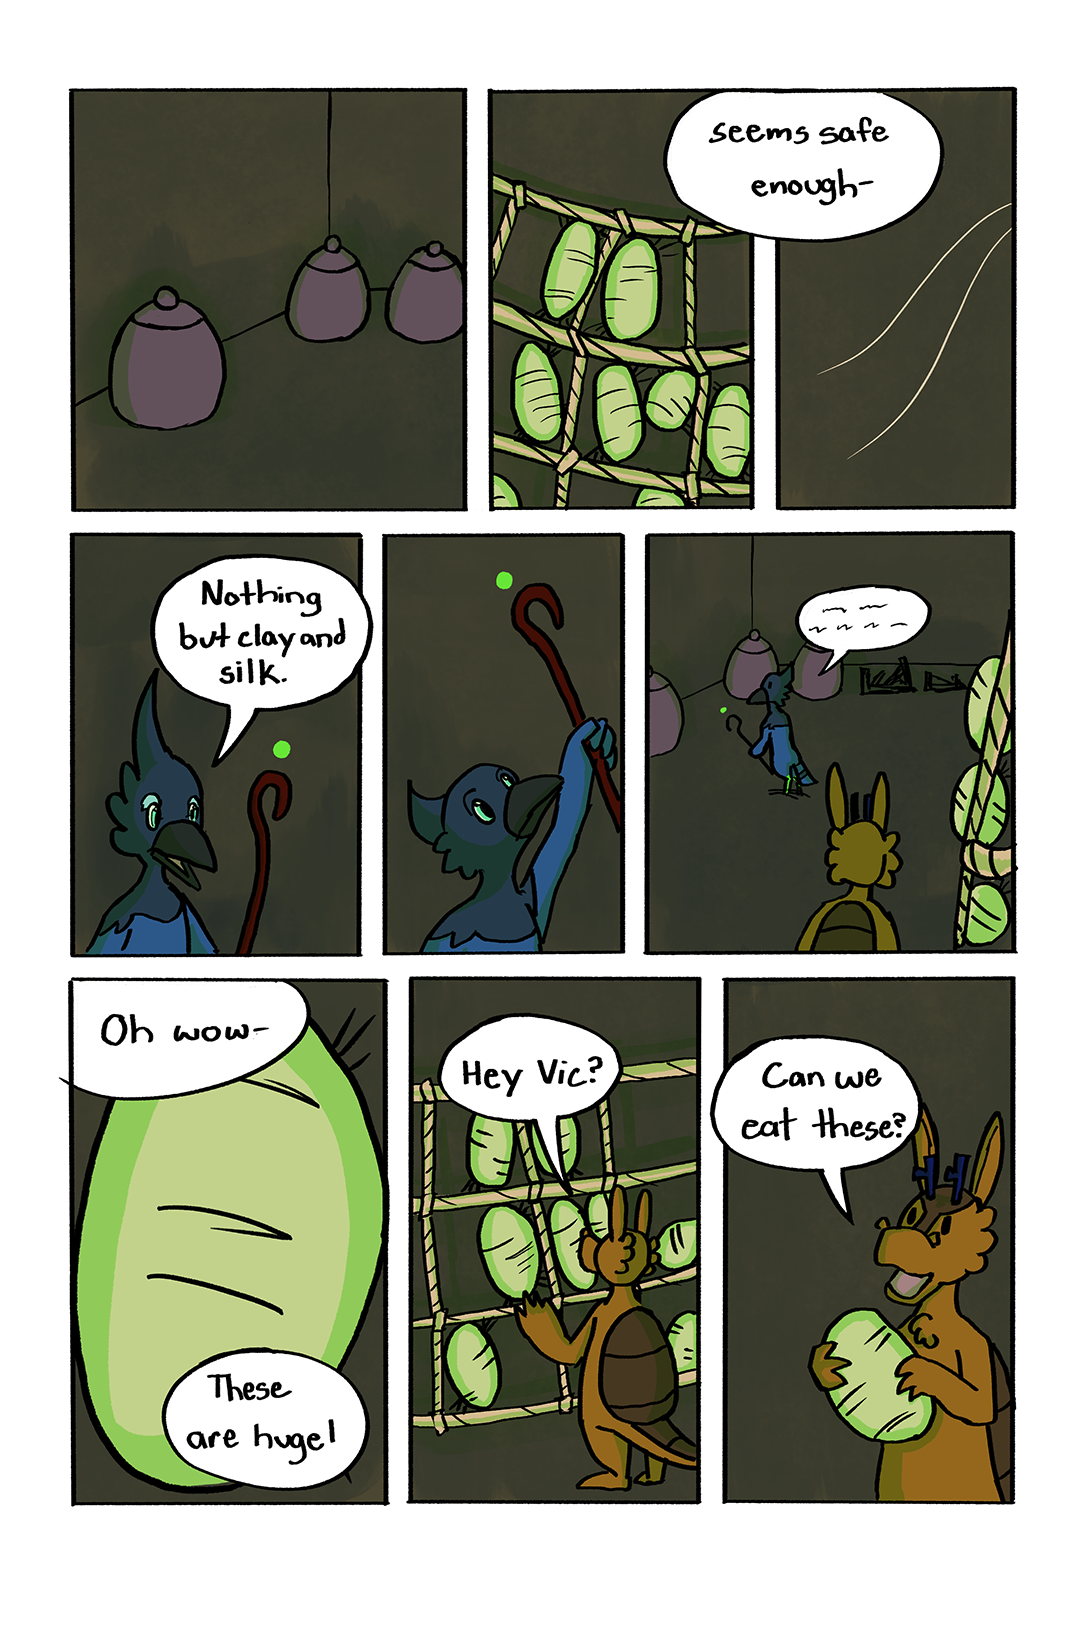 seems safe
enough-
Nothing
but clay and
silk.
Oh wow-
These
are huge!
Hey Vic?
Can we
eat these?